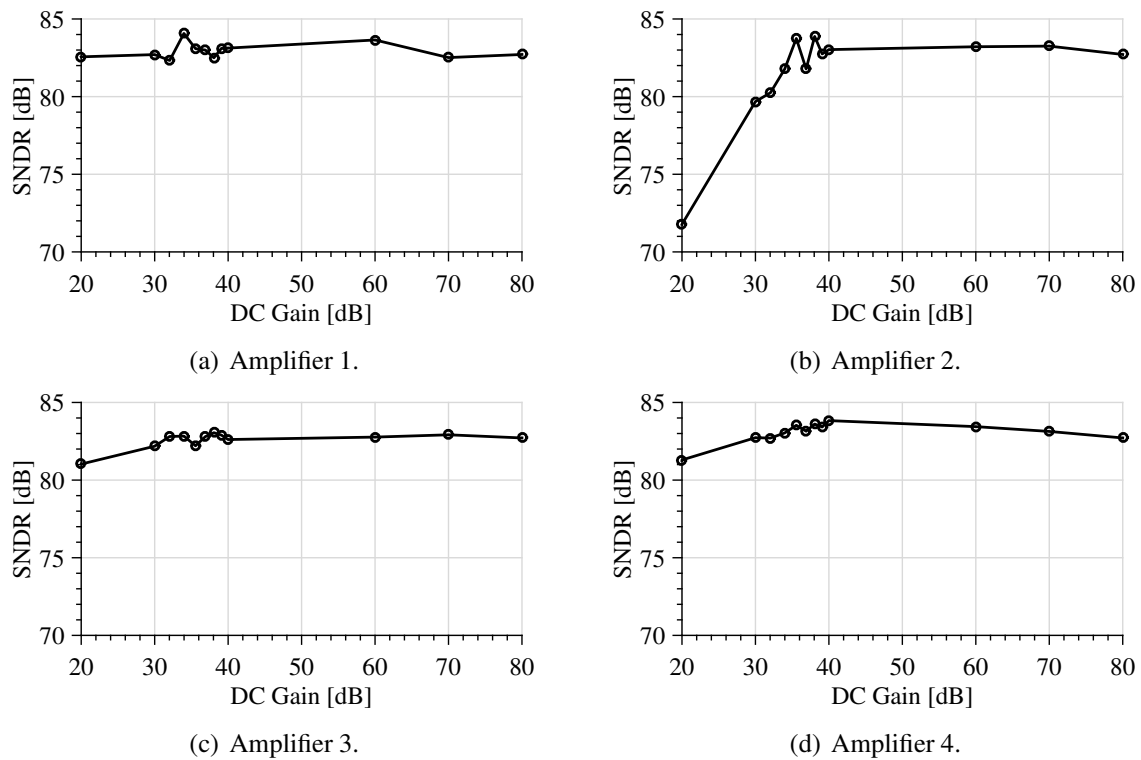 85
80
75
70
SNDR [dB]
20 30 40 50 60 70 80
DC Gain [dB]
(a) Amplifier 1.
85
80
75
70
SNDR [dB]
20 30 40 50 60 70 80
DC Gain [dB]
(b) Amplifier 2.
85
80
75
70
SNDR [dB]
20 30 40 50 60 70 80
DC Gain [dB]
(c) Amplifier 3.
85
80
75
70
SNDR [dB]
20 30 40 50 60 70 80
DC Gain [dB]
(d) Amplifier 4.